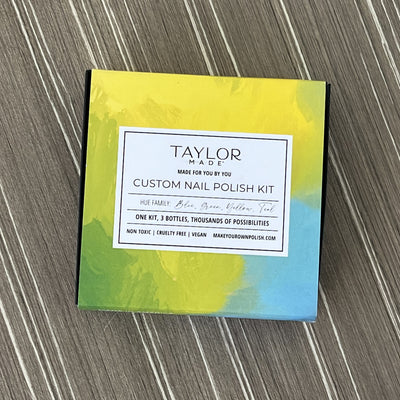 TAYLOR
MADE®
MADE FOR YOU BY YOU
CUSTOM NAIL POLISH KIT
HUE FAMILY: Blue, Green, Yellow, Teal
ONE KIT, 3 BOTTLES, THOUSANDS OF POSSIBILITIES
NON TOXIC | CRUELTY FREE | VEGAN MAKEYOUROWNPOLISH.COM